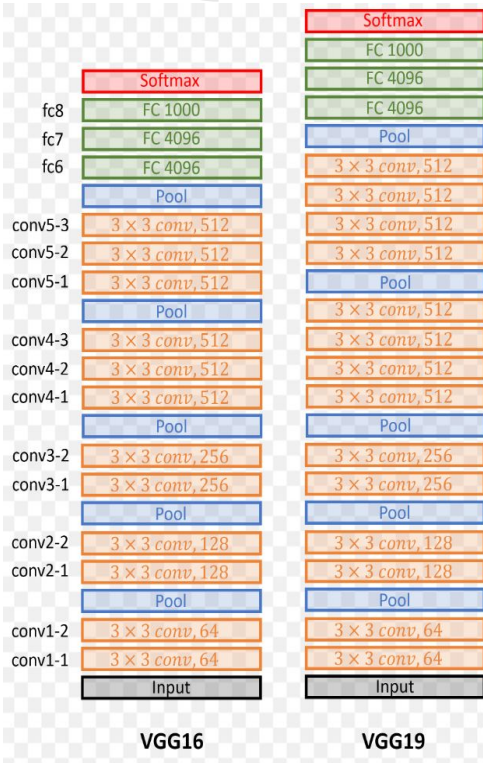 Softmax
FC 1000
FC 4096
FC 4096
Pool
3 × 3 conv, 512
3 × 3 conv, 512
3 × 3 conv, 512
3 × 3 conv, 512
Pool
3 × 3 conv, 512
3 × 3 conv, 512
3 × 3 conv, 512
3 × 3 conv, 512
Pool
3 × 3 conv, 256
3 × 3 conv, 256
Pool
3 × 3 conv, 128
3 × 3 conv, 128
Pool
3 × 3 conv, 64
3 × 3 conv, 64
Input
VGG19
Softmax
fc8 FC 1000
fc7 FC 4096
fc6 FC 4096
Pool
conv5-3 3 × 3 conv, 512
conv5-2 3 × 3 conv, 512
conv5-1 3 × 3 conv, 512
Pool
conv4-3 3 × 3 conv, 512
conv4-2 3 × 3 conv, 512
conv4-1 3 × 3 conv, 512
Pool
conv3-2 3 × 3 conv, 256
conv3-1 3 × 3 conv, 256
Pool
conv2-2 3 × 3 conv, 128
conv2-1 3 × 3 conv, 128
Pool
conv1-2 3 × 3 conv, 64
conv1-1 3 × 3 conv, 64
Input
VGG16